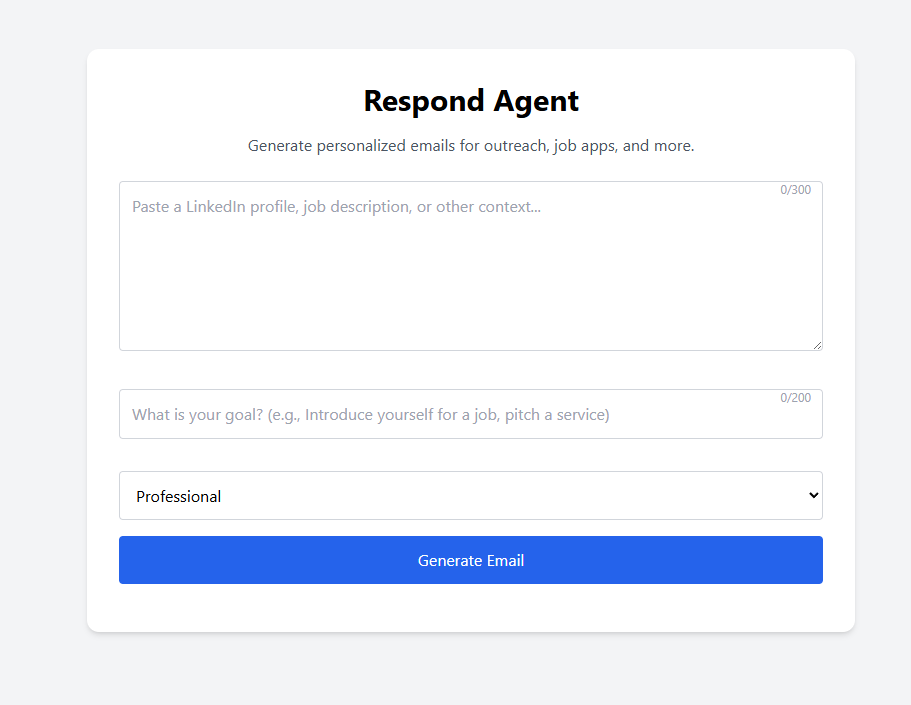 Respond Agent
Generate personalized emails for outreach, job apps, and more.
0/300
Paste a LinkedIn profile, job description, or other context...
0/200
What is your goal? (e.g., Introduce yourself for a job, pitch a service)
Professional
Generate Email